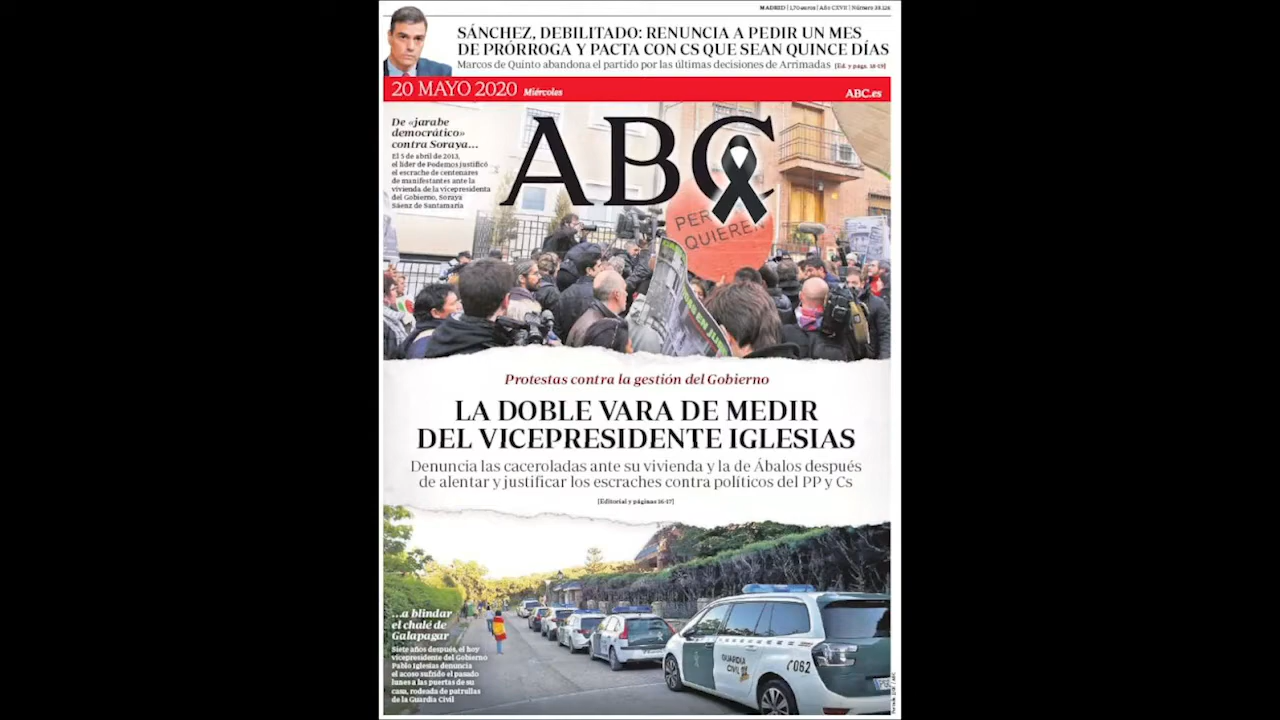 MADRID | 1,70 euros | Año CXVII | Número 38.126
SÁNCHEZ, DEBILITADO: RENUNCIA A PEDIR UN MES
DE PRÓRROGA Y PACTA CON CS QUE SEAN QUINCE DÍAS
Marcos de Quinto abandona el partido por las últimas decisiones de Arrimadas [Ed. y págs. 18-19]
20 MAYO 2020 Miércoles
ABC.es
ABC
De «jarabe
democrático»
contra Soraya...
El 5 de abril de 2013,
el líder de Podemos justificó
el escrache de centenares
de manifestantes ante la
vivienda de la vicepresidenta
del Gobierno, Soraya
Sáenz de Santamaría
QUIEREN
Protestas contra la gestión del Gobierno
LA DOBLE VARA DE MEDIR
DEL VICEPRESIDENTE IGLESIAS
Denuncia las caceroladas ante su vivienda y la de Ábalos después
de alentar y justificar los escraches contra políticos del PP y Cs
[Editorial y páginas 16-17]
...a blindar
el chalé de
Galapagar
Siete años después, el hoy
vicepresidente del Gobierno
Pablo Iglesias denuncia
el acoso sufrido el pasado
lunes a las puertas de su
casa, rodeada de patrullas
de la Guardia Civil
GUARDIA
CIVIL
062